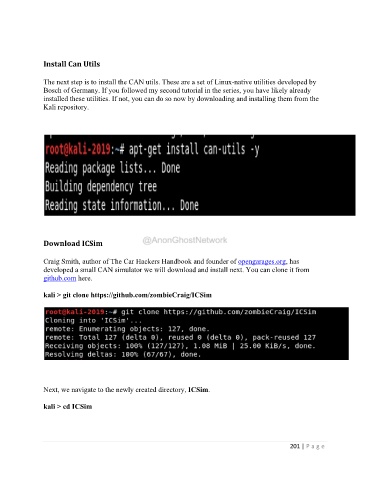 Install Can Utils
The next step is to install the CAN utils. These are a set of Linux-native utilities developed by
Bosch of Germany. If you followed my second tutorial in the series, you have likely already
installed these utilities. If not, you can do so now by downloading and installing them from the
Kali repository.
root@kali-2019:~# apt-get install can-utils -y
Reading package lists... Done
Building dependency tree
Reading state information... Done
@AnonGhostNetwork
Download ICSim
Craig Smith, author of The Car Hackers Handbook and founder of opengarages.org, has
developed a small CAN simulator we will download and install next. You can clone it from
github.com here.
kali > git clone https://github.com/zombieCraig/ICSim
root@kali-2019:~# git clone https://github.com/zombieCraig/ICSim
Cloning into 'ICSim'...
remote: Enumerating objects: 127, done.
remote: Total 127 (delta 0), reused 0 (delta 0), pack-reused 127
Receiving objects: 100% (127/127), 1.08 MiB | 25.00 KiB/s, done.
Resolving deltas: 100% (67/67), done.
Next, we navigate to the newly created directory, ICSim.
kali > cd ICSim
201 | P a g e